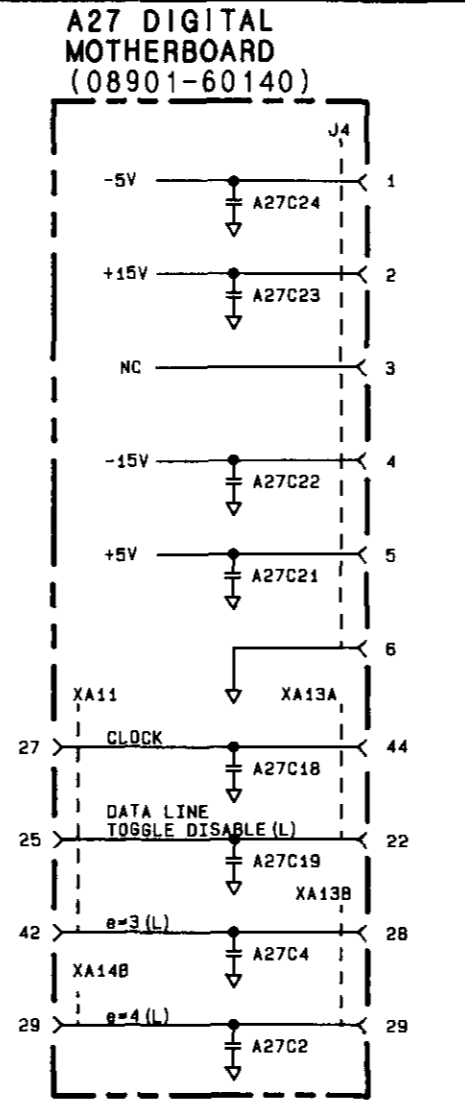 A27 DIGITAL
MOTHERBOARD
(08901-60140)
J4
-5V 1
A27C24
+15V 2
A27C23
NC 3
-15V 4
A27C22
+5V 5
A27C21
6
XA11 XA13A
27 CLOCK 44
A27C18
DATA LINE
25 TOGGLE DISABLE(L) 22
A27C19
XA13B
42 e=3(L) 28
A27C4
XA14B
29 e=4(L) 29
A27C2